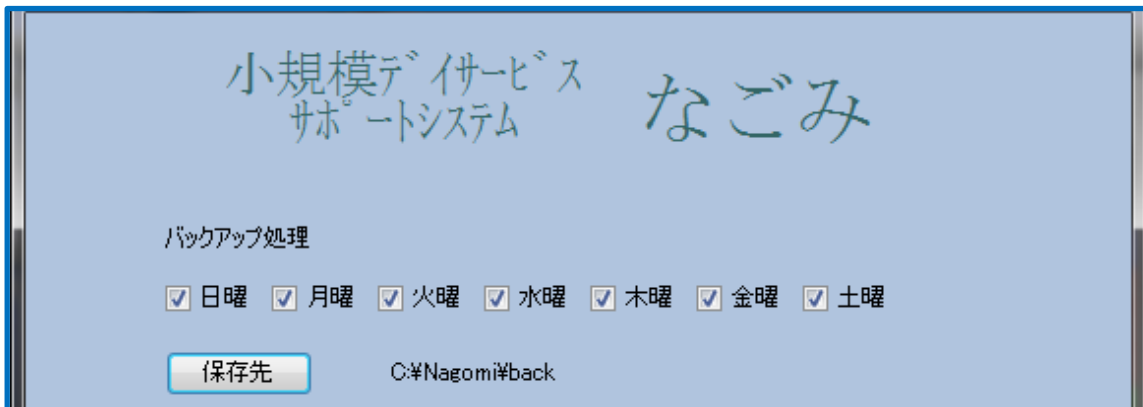 小規模ﾃﾞｲｻｰﾋﾞｽ
ｻﾎﾟｰﾄｼｽﾃﾑ
なごみ
バックアップ処理
日曜 月曜 火曜 水曜 木曜 金曜 土曜
保存先 C:¥Nagomi¥back